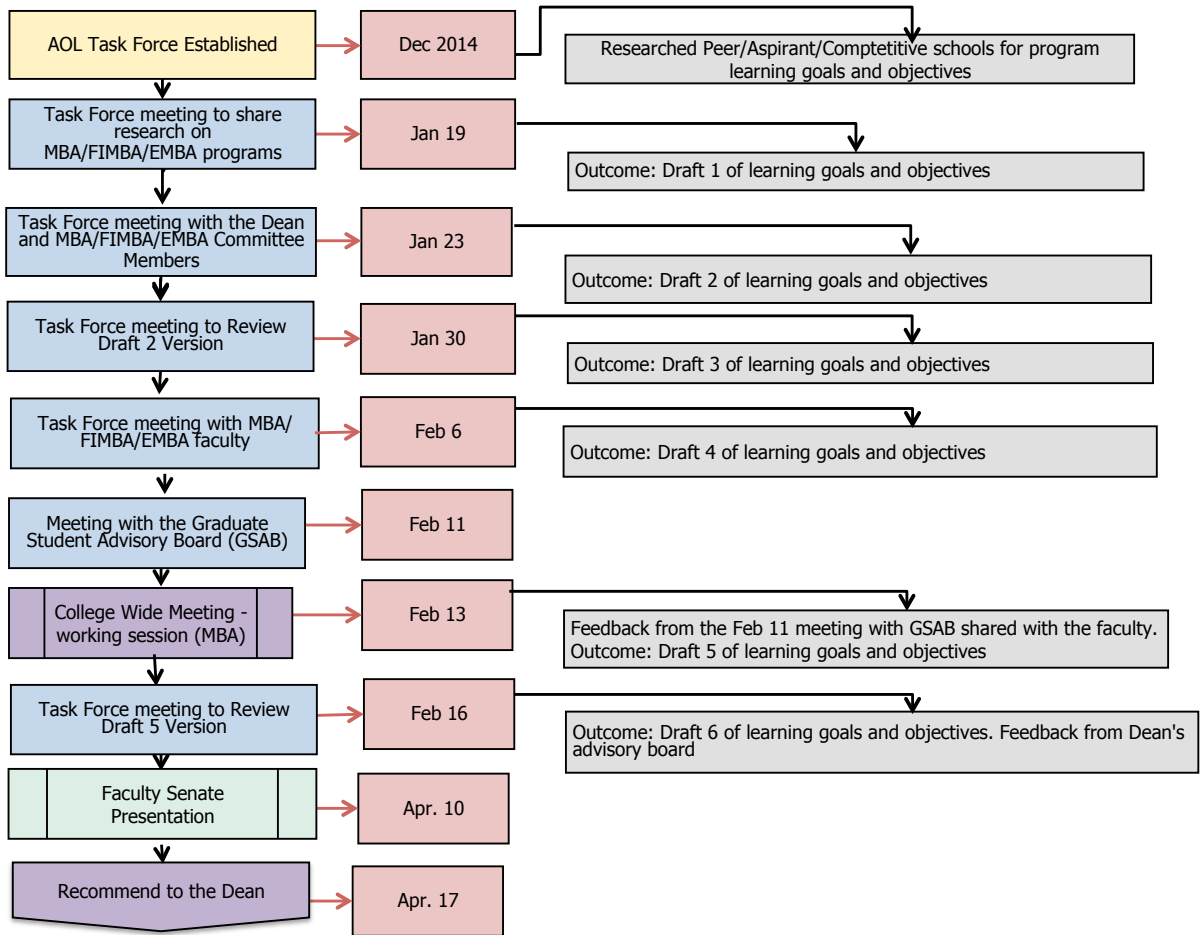 AOL Task Force Established
Dec 2014
Researched Peer/Aspirant/Comptetitive schools for program
learning goals and objectives
Task Force meeting to share
research on
MBA/FIMBA/EMBA programs
Jan 19
Outcome: Draft 1 of learning goals and objectives
Task Force meeting with the Dean
and MBA/FIMBA/EMBA Committee
Members
Jan 23
Outcome: Draft 2 of learning goals and objectives
Task Force meeting to Review
Draft 2 Version
Jan 30
Outcome: Draft 3 of learning goals and objectives
Task Force meeting with MBA/
FIMBA/EMBA faculty
Feb 6
Outcome: Draft 4 of learning goals and objectives
Meeting with the Graduate
Student Advisory Board (GSAB)
Feb 11
College Wide Meeting -
working session (MBA)
Feb 13
Feedback from the Feb 11 meeting with GSAB shared with the faculty.
Outcome: Draft 5 of learning goals and objectives
Task Force meeting to Review
Draft 5 Version
Feb 16
Outcome: Draft 6 of learning goals and objectives. Feedback from Dean's
advisory board
Faculty Senate
Presentation
Apr. 10
Recommend to the Dean
Apr. 17